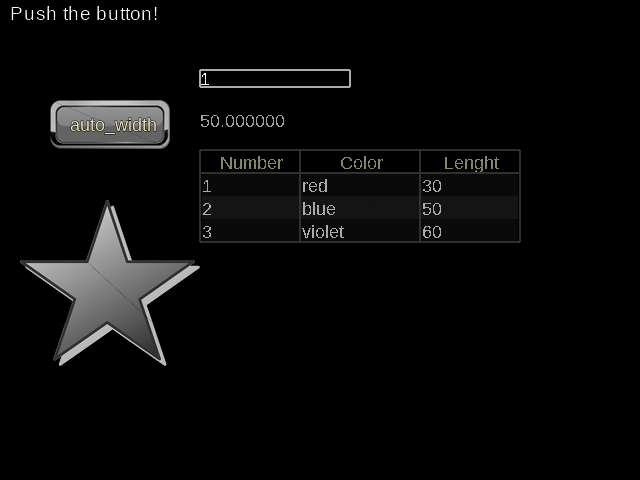 Push the button!
1
auto_width
50.000000
Number Color Lenght
1 red 30
2 blue 50
3 violet 60